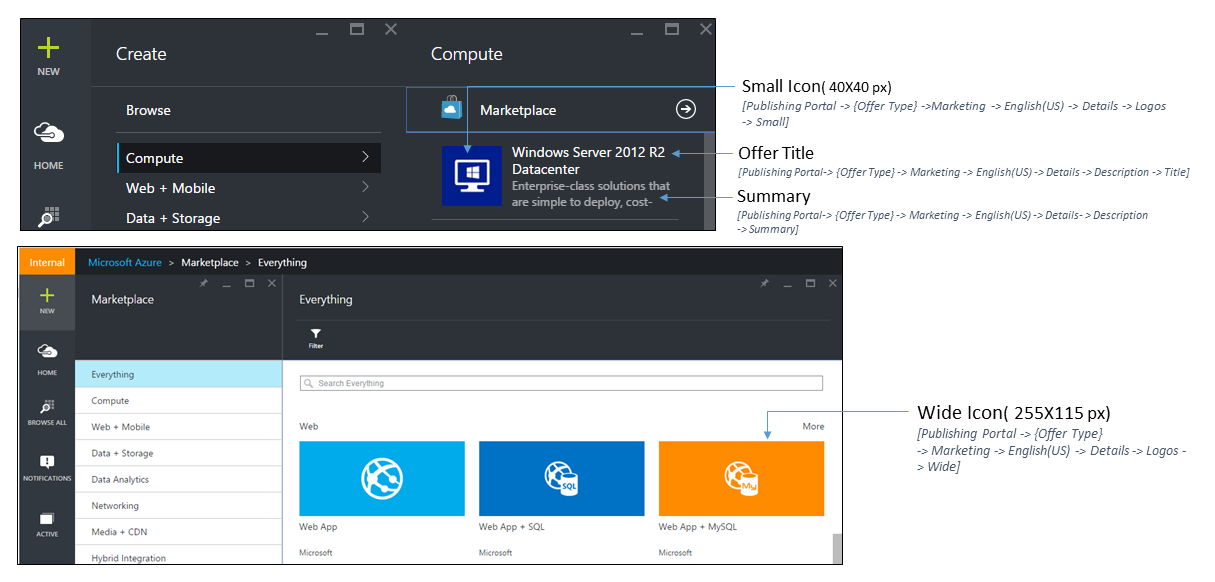 NEW
HOME
Create
Browse
Compute
Web + Mobile
Data + Storage
Compute
Marketplace
Windows Server 2012 R2
Datacenter
Enterprise-class solutions that
are simple to deploy, cost-
Small Icon( 40X40 px)
[Publishing Portal -> {Offer Type} ->Marketing -> English(US) -> Details -> Logos
-> Small]
Offer Title
[Publishing Portal-> {Offer Type} -> Marketing -> English(US) -> Details -> Description -> Title]
Summary
[Publishing Portal-> {Offer Type} -> Marketing -> English(US) -> Details- > Description
-> Summary]
Internal
Microsoft Azure > Marketplace > Everything
NEW
HOME
BROWSE ALL
NOTIFICATIONS
ACTIVE
Marketplace
Everything
Compute
Web + Mobile
Data + Storage
Data Analytics
Networking
Media + CDN
Hybrid Integration
Everything
Filter
Search Everything
Web
More
SQL
My
Web App
Web App + SQL
Web App + MySQL
Microsoft
Microsoft
Microsoft
Wide Icon( 255X115 px)
[Publishing Portal -> {Offer Type}
-> Marketing -> English(US) -> Details -> Logos -
> Wide]